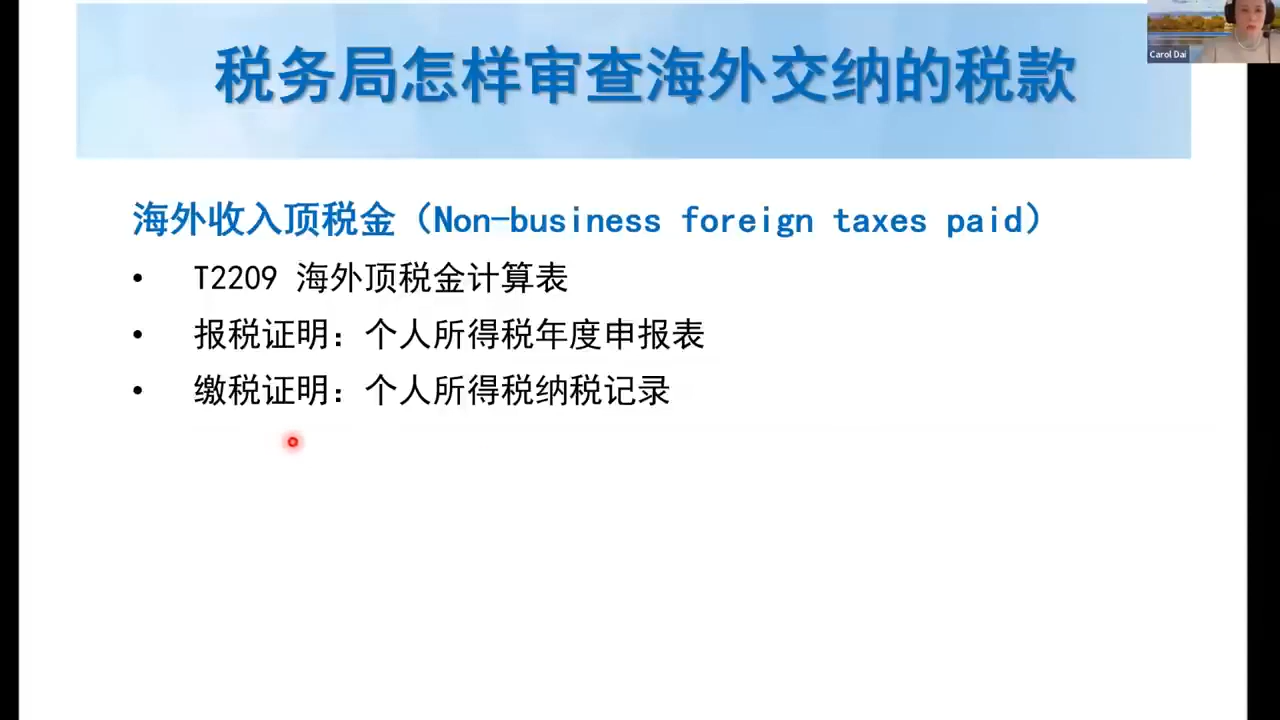 税务局怎样审查海外交纳的税款
Carol Dai
海外收入顶税金（Non-business foreign taxes paid）
• T2209 海外顶税金计算表
• 报税证明：个人所得税年度申报表
• 缴税证明：个人所得税纳税记录